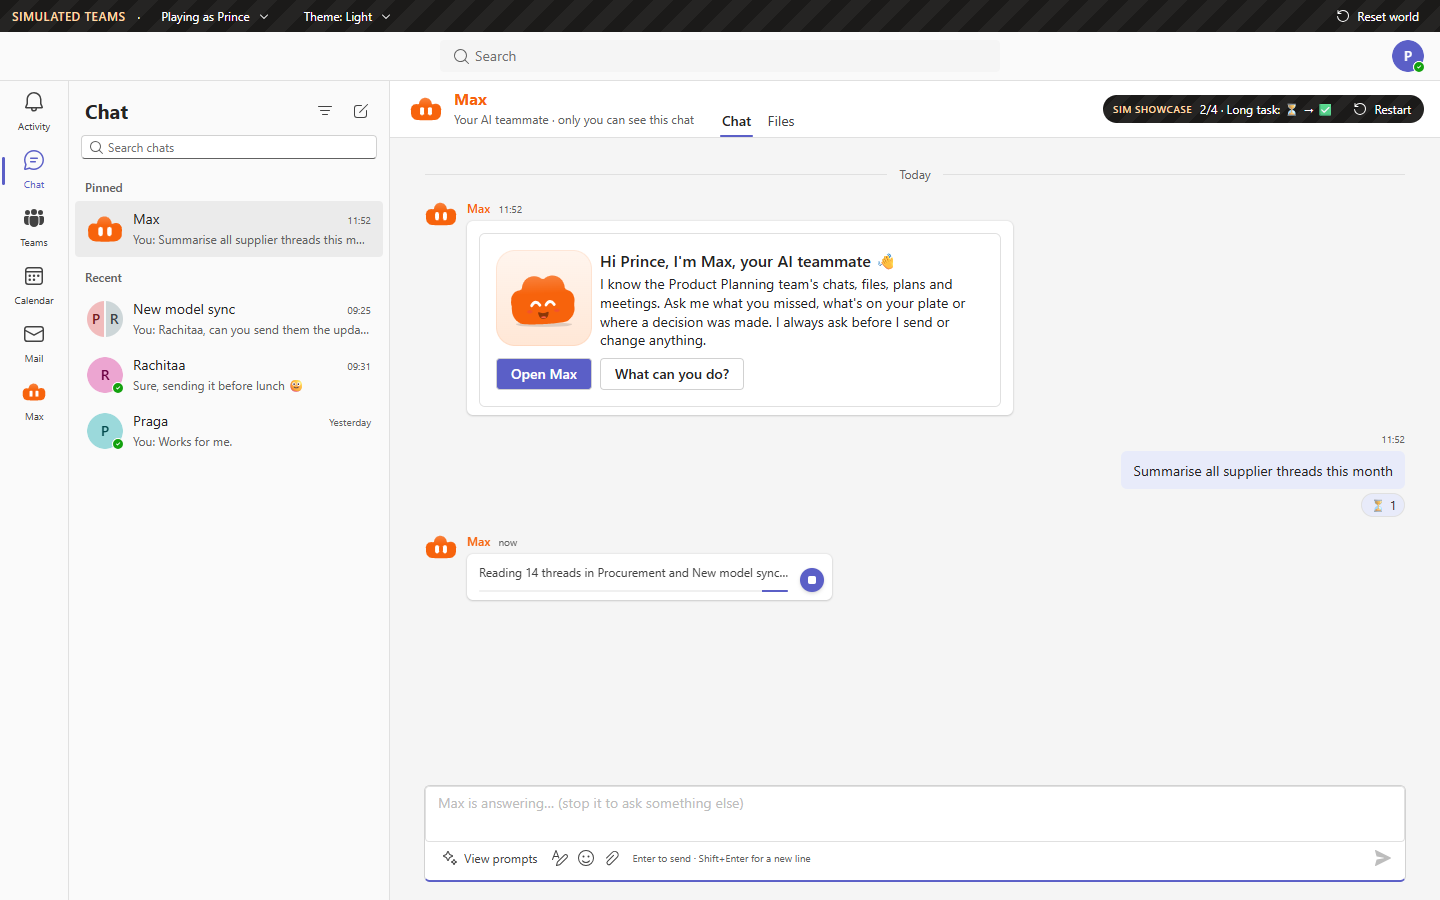 SIMULATED TEAMS · Playing as Prince Theme: Light Reset world
Search
P
Activity
Chat
Teams
Calendar
Mail
Max
Chat
Search chats
Pinned
Max 11:52
You: Summarise all supplier threads this m...
Recent
P R
New model sync 09:25
You: Rachitaa, can you send them the upda...
R
Rachitaa 09:31
Sure, sending it before lunch 😀
P
Praga Yesterday
You: Works for me.
Max
Your AI teammate · only you can see this chat
Chat Files
SIM SHOWCASE 2/4 · Long task: ⏳ → ✅ Restart
Today
Max 11:52
Hi Prince, I'm Max, your AI teammate 👋
I know the Product Planning team's chats, files, plans and
meetings. Ask me what you missed, what's on your plate or
where a decision was made. I always ask before I send or
change anything.
Open Max What can you do?
11:52
Summarise all supplier threads this month
⏳ 1
Max now
Reading 14 threads in Procurement and New model sync...
Max is answering... (stop it to ask something else)
View prompts Enter to send · Shift+Enter for a new line